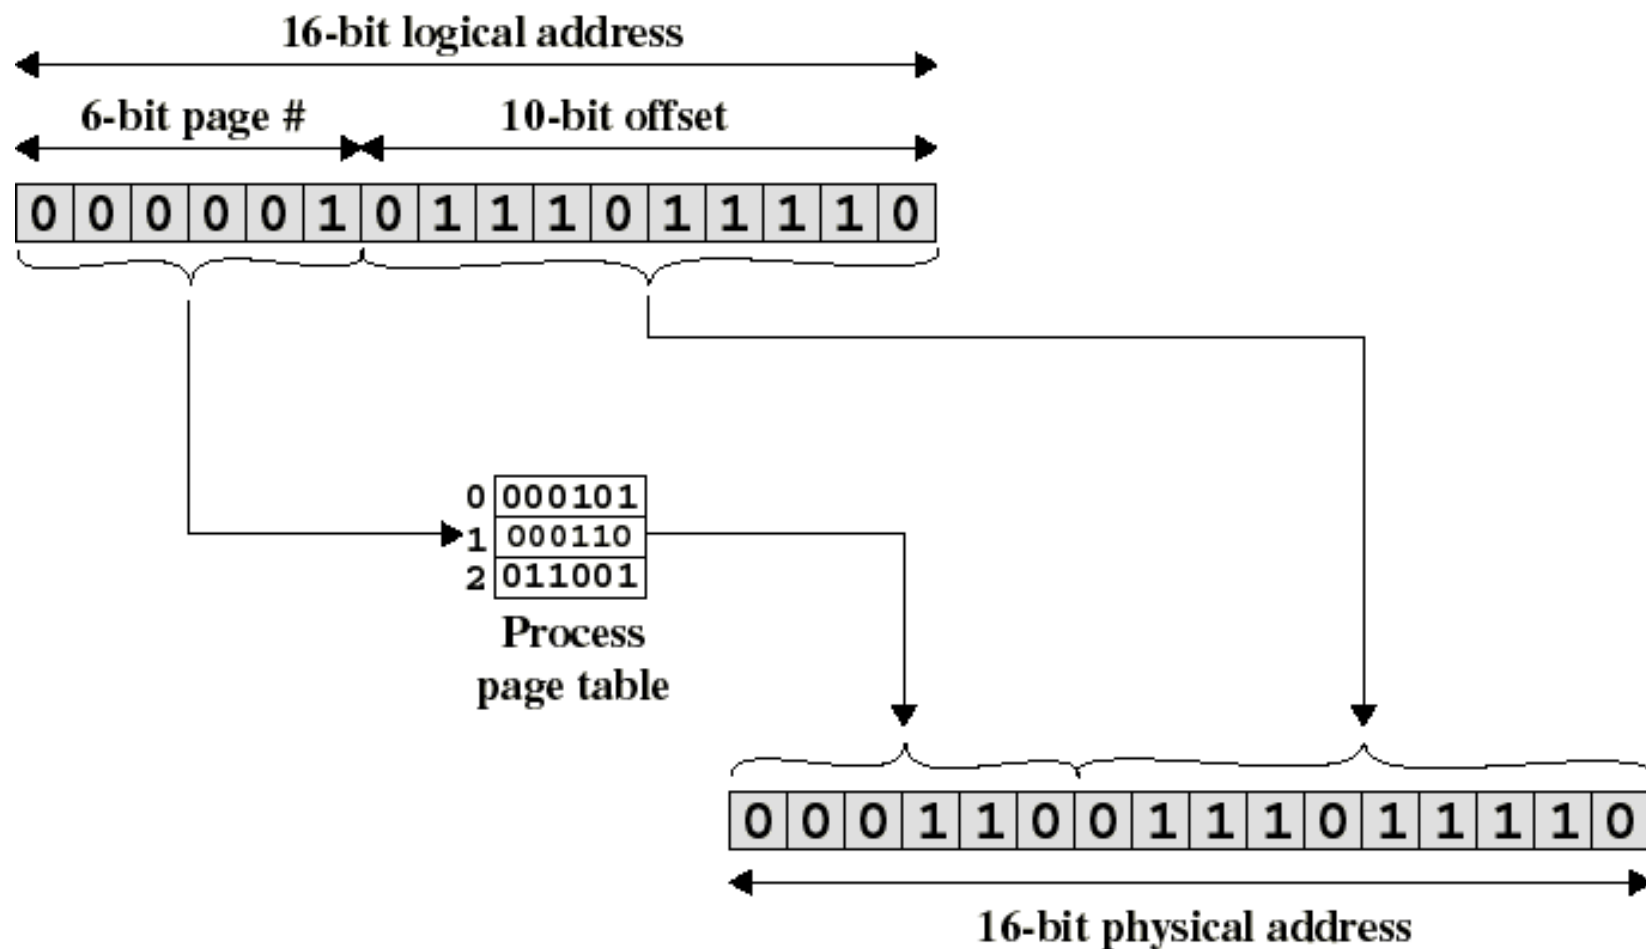 16-bit logical address
6-bit page # 10-bit offset
0 0 0 0 0 1 0 1 1 1 0 1 1 1 1 0
0 000101
1 000110
2 011001
Process
page table
0 0 0 1 1 0 0 1 1 1 0 1 1 1 1 0
16-bit physical address